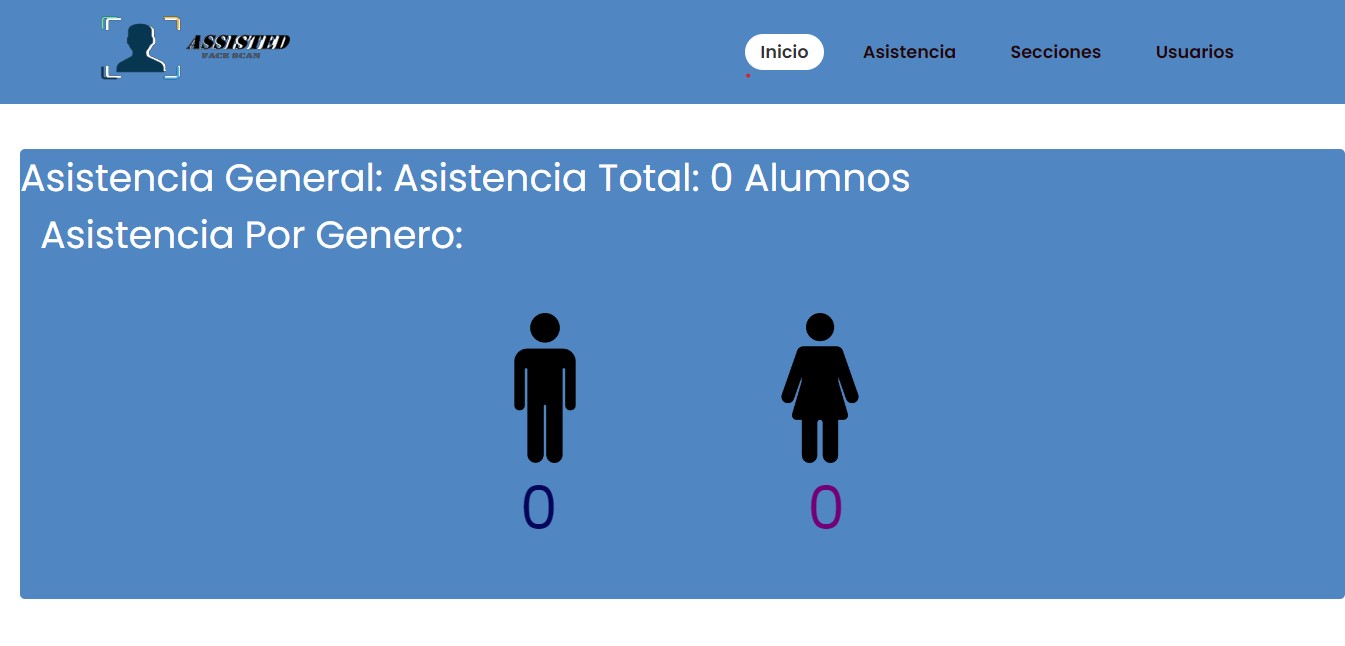 ASSISTED
FACE SCAN
Inicio Asistencia Secciones Usuarios
Asistencia General: Asistencia Total: 0 Alumnos
Asistencia Por Genero:
0 0